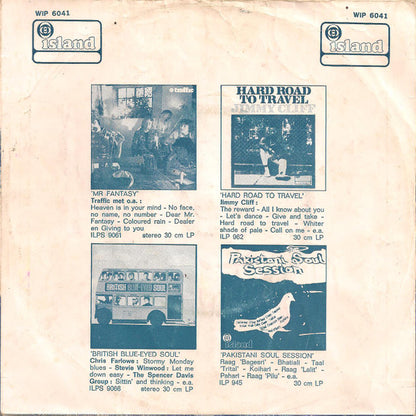 WIP 6041
island
WIP 6041
island
traffic
HARD ROAD
TO TRAVEL
JIMMY CLIFF
'MR FANTASY'
Traffic met o.a. :
Heaven is in your mind - No face,
no name, no number - Dear Mr.
Fantasy - Coloured rain - Dealer
en Giving to you
ILPS 9061 stereo 30 cm LP
'HARD ROAD TO TRAVEL'
Jimmy Cliff :
The reward - All I know about you
- Let's dance - Give and take -
Hard road to travel - Whiter
shade of pale - Call on me - e.a.
ILP 962 30 cm LP
BRITISH BLUE-EYED SOUL
Pakistani Soul
Session
island
'BRITISH BLUE-EYED SOUL'
Chris Farlowe : Stormy Monday
blues - Stevie Winwood : Let me
down easy - The Spencer Davis
Group : Sittin' and thinking - e.a.
ILPS 9066 stereo 30 cm LP
'PAKISTANI SOUL SESSION'
Raag 'Bagesri' - Bhatiali - Taal
'Trital' - Koihari - Raag 'Lalit' -
Pahari - Raag 'Pilu' - e.a.
ILP 945 30 cm LP